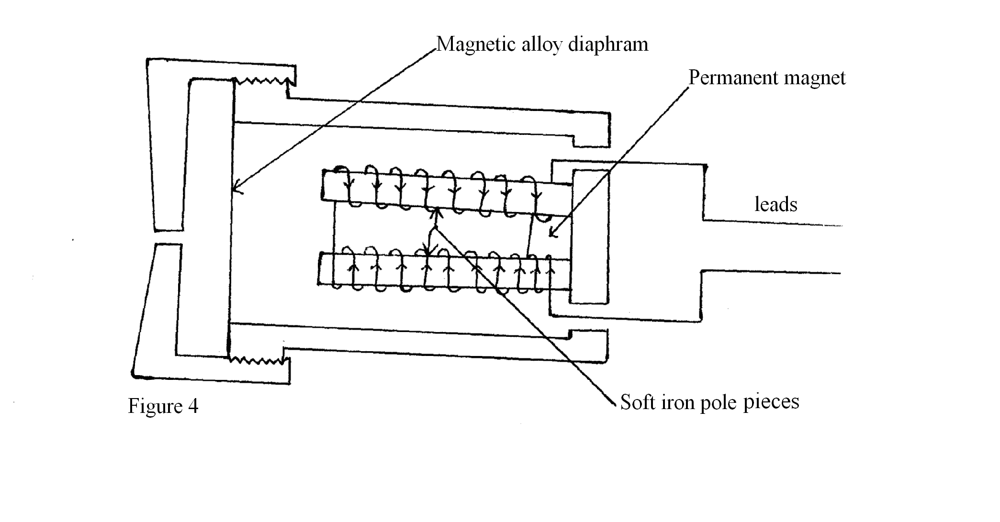 Magnetic alloy diaphram
Permanent magnet
leads
Soft iron pole pieces
Figure 4